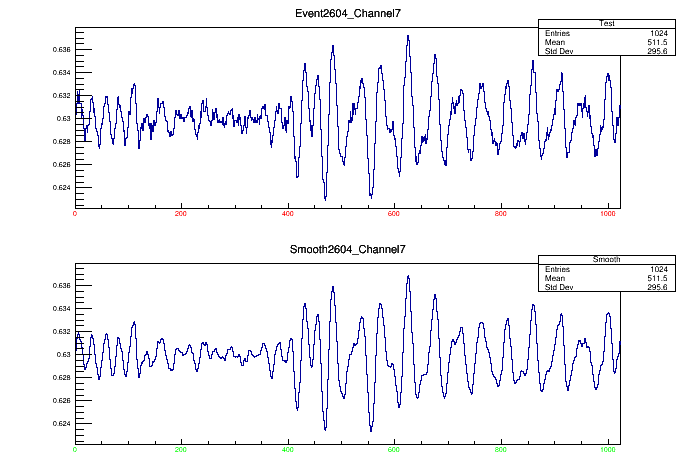 Event2604_Channel7
Test
Entries 1024
Mean 511.5
Std Dev 295.6
0.636
0.634
0.632
0.63
0.628
0.626
0.624
0 200 400 600 800 1000
Smooth2604_Channel7
Smooth
Entries 1024
Mean 511.5
Std Dev 295.6
0.636
0.634
0.632
0.63
0.628
0.626
0.624
0 200 400 600 800 1000